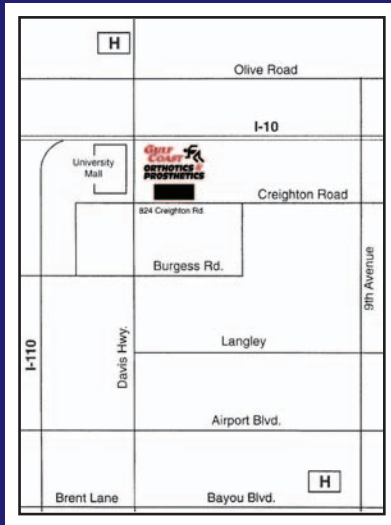 H
Olive Road
I-10
University
Mall
GULF
COAST
ORTHOTICS &
PROSTHETICS
Creighton Road
824 Creighton Rd.
Burgess Rd.
9th Avenue
I-110
Davis Hwy.
Langley
Airport Blvd.
H
Brent Lane
Bayou Blvd.